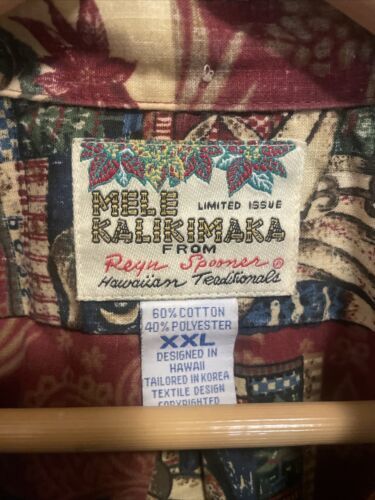 LIMITED ISSUE
MELE
KALIKIMAKA
FROM
Reyn Spooner®
Hawaiian Traditionals
60% COTTON
40% POLYESTER
XXL
DESIGNED IN
HAWAII
TAILORED IN KOREA
TEXTILE DESIGN
COPYRIGHTED